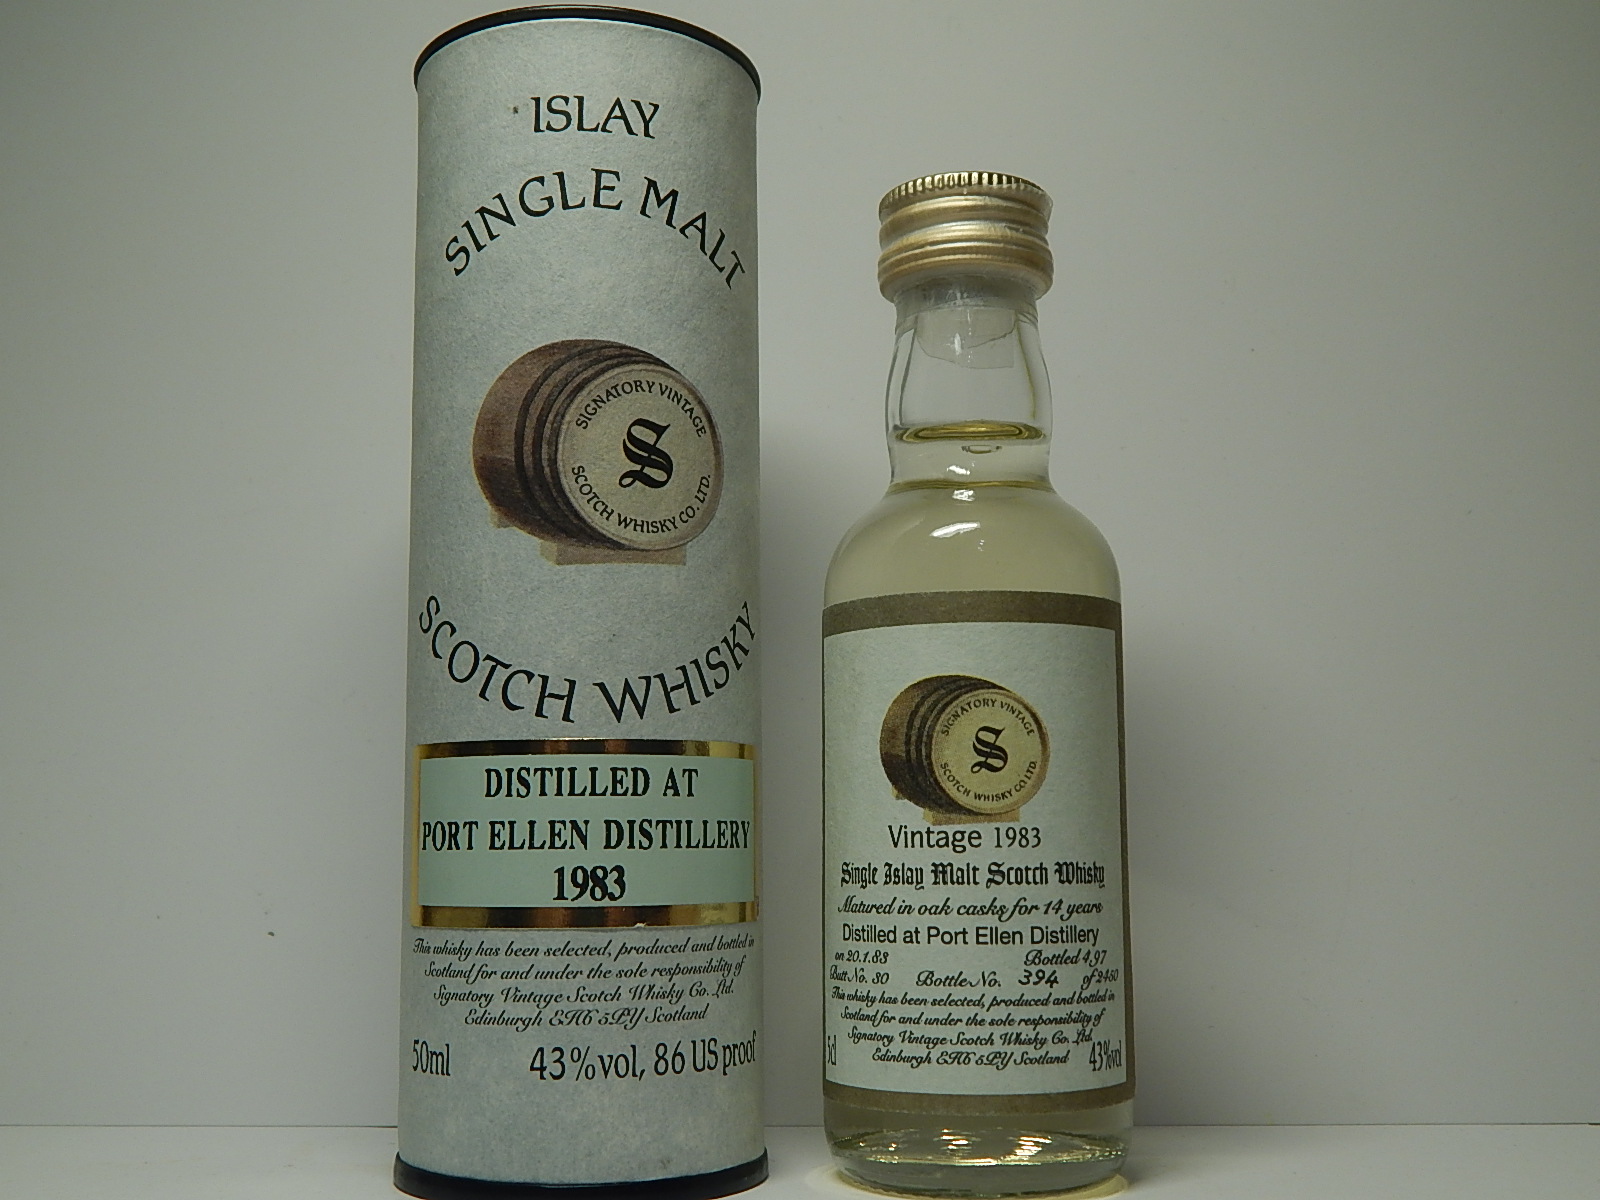 ISLAY
SINGLE MALT
SIGNATORY VINTAGE
S
SCOTCH WHISKY CO. LTD.
SCOTCH WHISKY
DISTILLED AT
PORT ELLEN DISTILLERY
1983
This whisky has been selected, produced and bottled in
Scotland for and under the sole responsibility of
Signatory Vintage Scotch Whisky Co. Ltd.
Edinburgh EH6 5PY Scotland
50ml 43%vol, 86 US proof
SIGNATORY VINTAGE
S
SCOTCH WHISKY CO. LTD.
Vintage 1983
Single Islay Malt Scotch Whisky
Matured in oak casks for 14 years
Distilled at Port Ellen Distillery
on 20.1.83 Bottled 4.97
Butt No. 30 Bottle No. 394 of 2450
This whisky has been selected, produced and bottled in
Scotland for and under the sole responsibility of
Signatory Vintage Scotch Whisky Co. Ltd.
Edinburgh EH6 5PY Scotland
5cl 43%vol